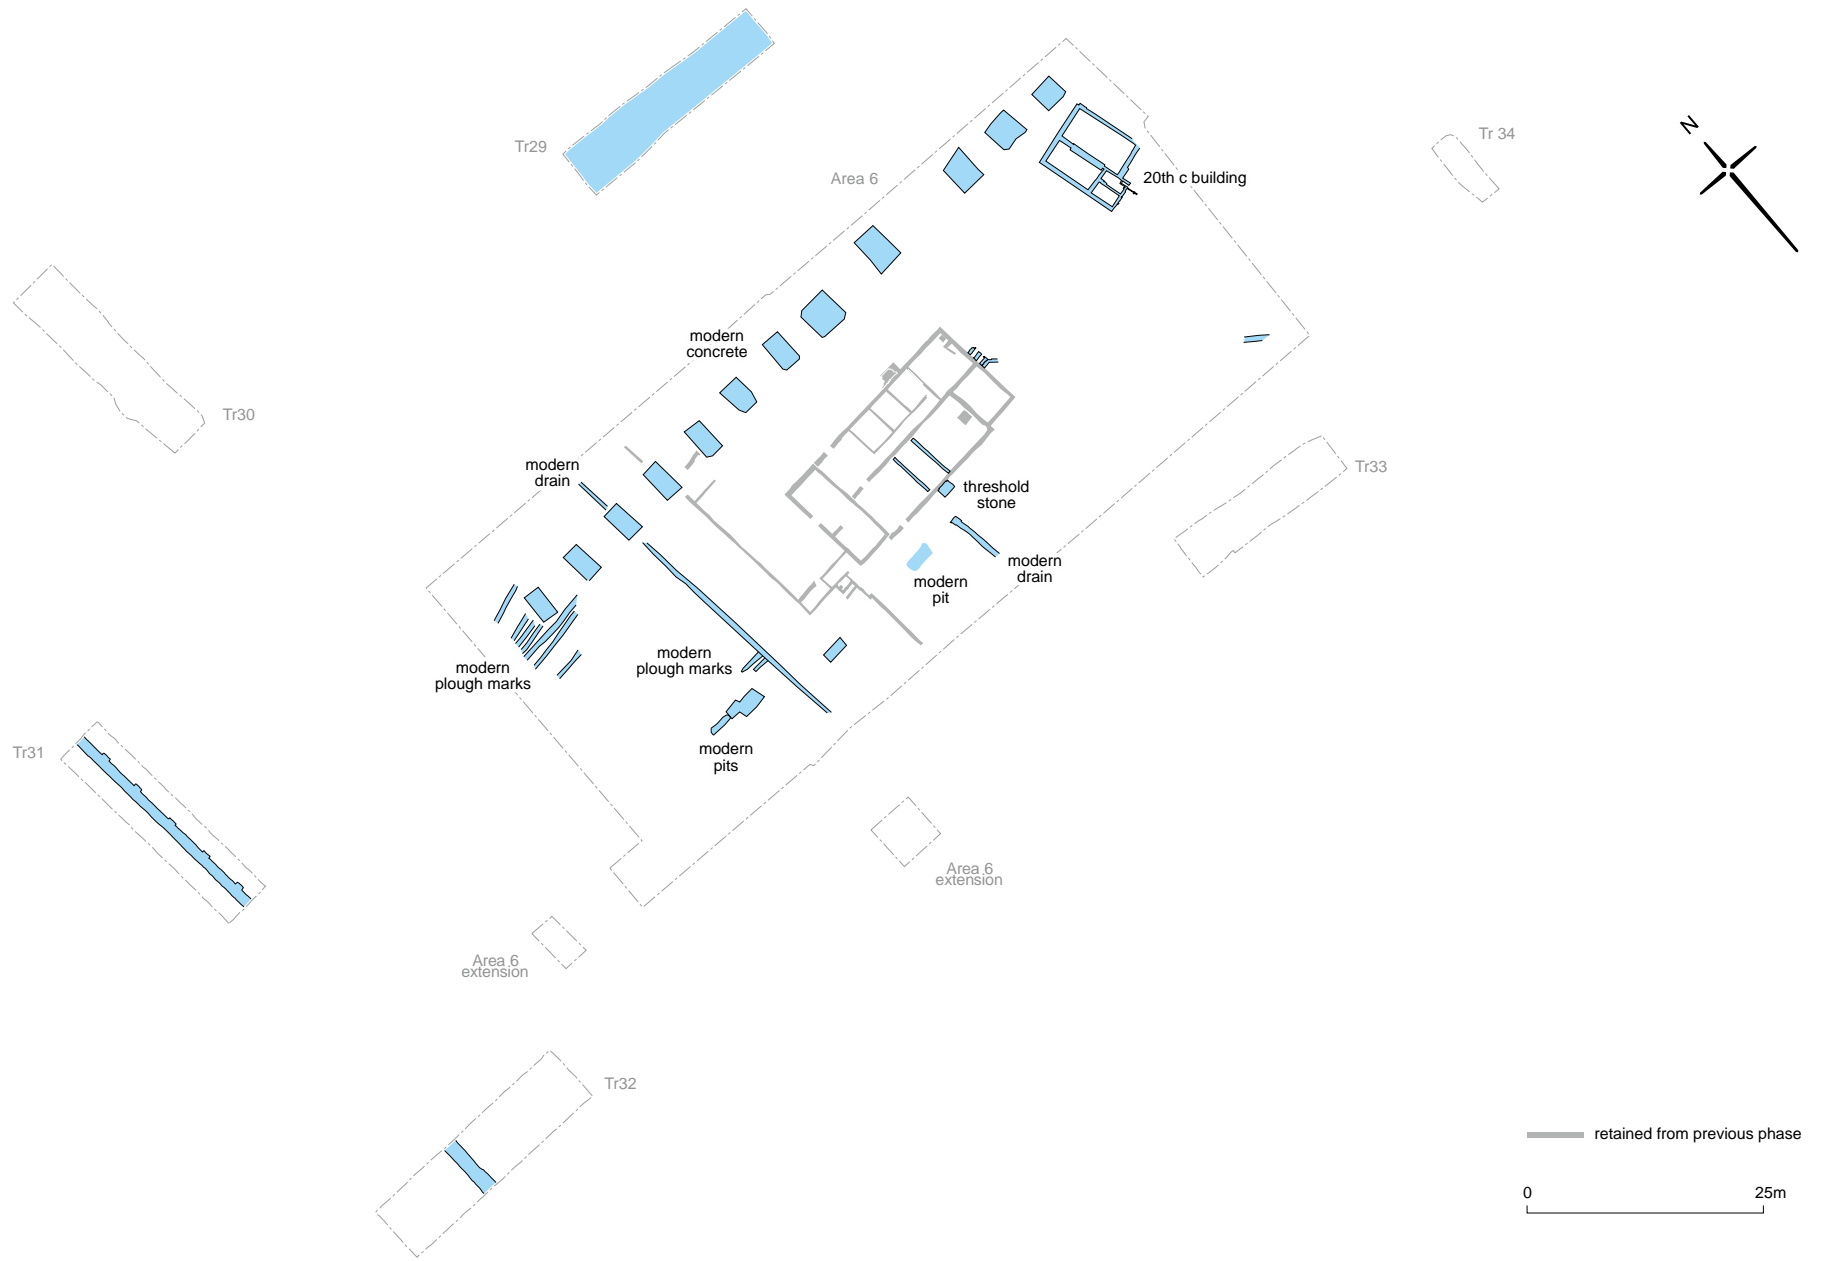 N
Tr 34
Tr29
Area 6
20th c building
modern
concrete
Tr30
modern
drain
Tr33
threshold
stone
modern
drain
modern
pit
modern
plough marks
modern
plough marks
modern
pits
Tr31
Area 6
extension
Area 6
extension
Tr32
retained from previous phase
0 25m